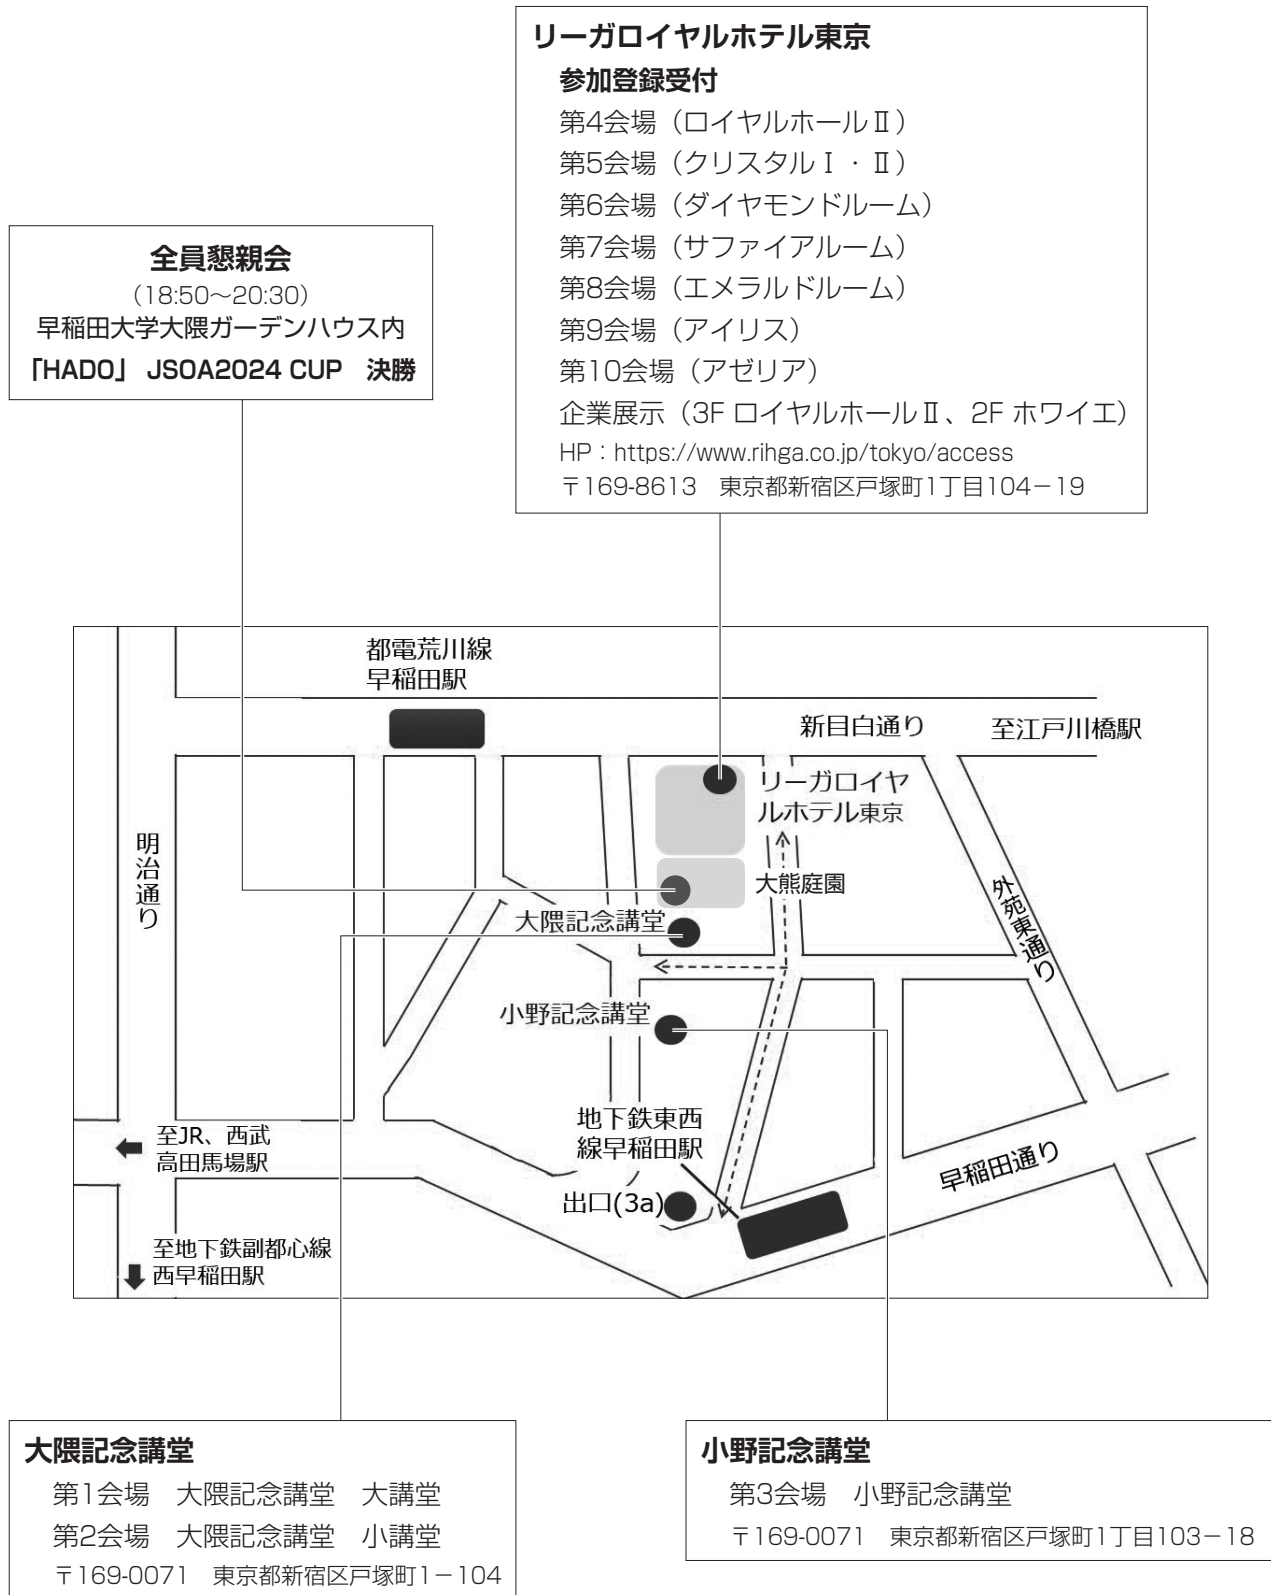 リーガロイヤルホテル東京
参加登録受付
第4会場（ロイヤルホールⅡ）
第5会場（クリスタルⅠ・Ⅱ）
第6会場（ダイヤモンドルーム）
第7会場（サファイアルーム）
第8会場（エメラルドルーム）
第9会場（アイリス）
第10会場（アゼリア）
企業展示（3F ロイヤルホールⅡ、2F ホワイエ）
HP：https://www.rihga.co.jp/tokyo/access
〒169-8613　東京都新宿区戸塚町1丁目104－19
全員懇親会
（18:50〜20:30）
早稲田大学大隈ガーデンハウス内
「HADO」 JSOA2024 CUP　決勝
都電荒川線
早稲田駅
新目白通り
至江戸川橋駅
リーガロイヤ
ルホテル東京
明治通り
大熊庭園
外苑東通り
大隈記念講堂
小野記念講堂
地下鉄東西
線早稲田駅
至JR、西武
高田馬場駅
早稲田通り
出口(3a)
至地下鉄副都心線
西早稲田駅
大隈記念講堂
第1会場　大隈記念講堂　大講堂
第2会場　大隈記念講堂　小講堂
〒169-0071　東京都新宿区戸塚町1－104
小野記念講堂
第3会場　小野記念講堂
〒169-0071　東京都新宿区戸塚町1丁目103－18